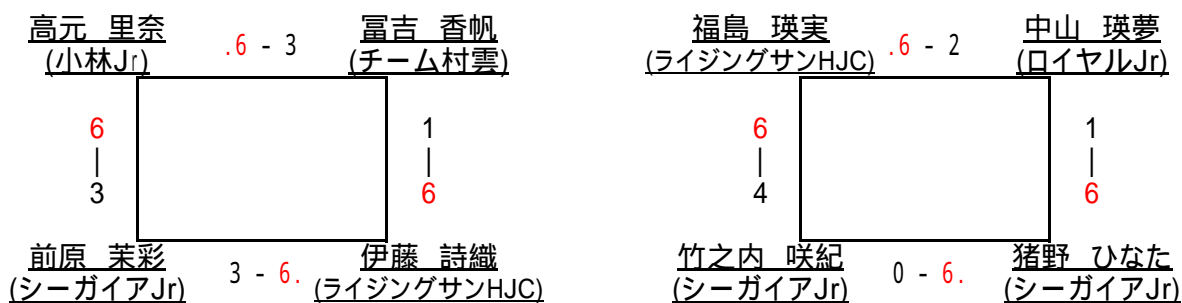 高元 里奈
(小林Jr)
.6 - 3
冨吉 香帆
(チーム村雲)
6
|
3
1
|
6
前原 茉彩
(シーガイアJr)
3 - 6.
伊藤 詩織
(ライジングサンHJC)
福島 瑛実
(ライジングサンHJC)
.6 - 2
中山 瑛夢
(ロイヤルJr)
6
|
4
1
|
6
竹之内 咲紀
(シーガイアJr)
0 - 6.
猪野 ひなた
(シーガイアJr)